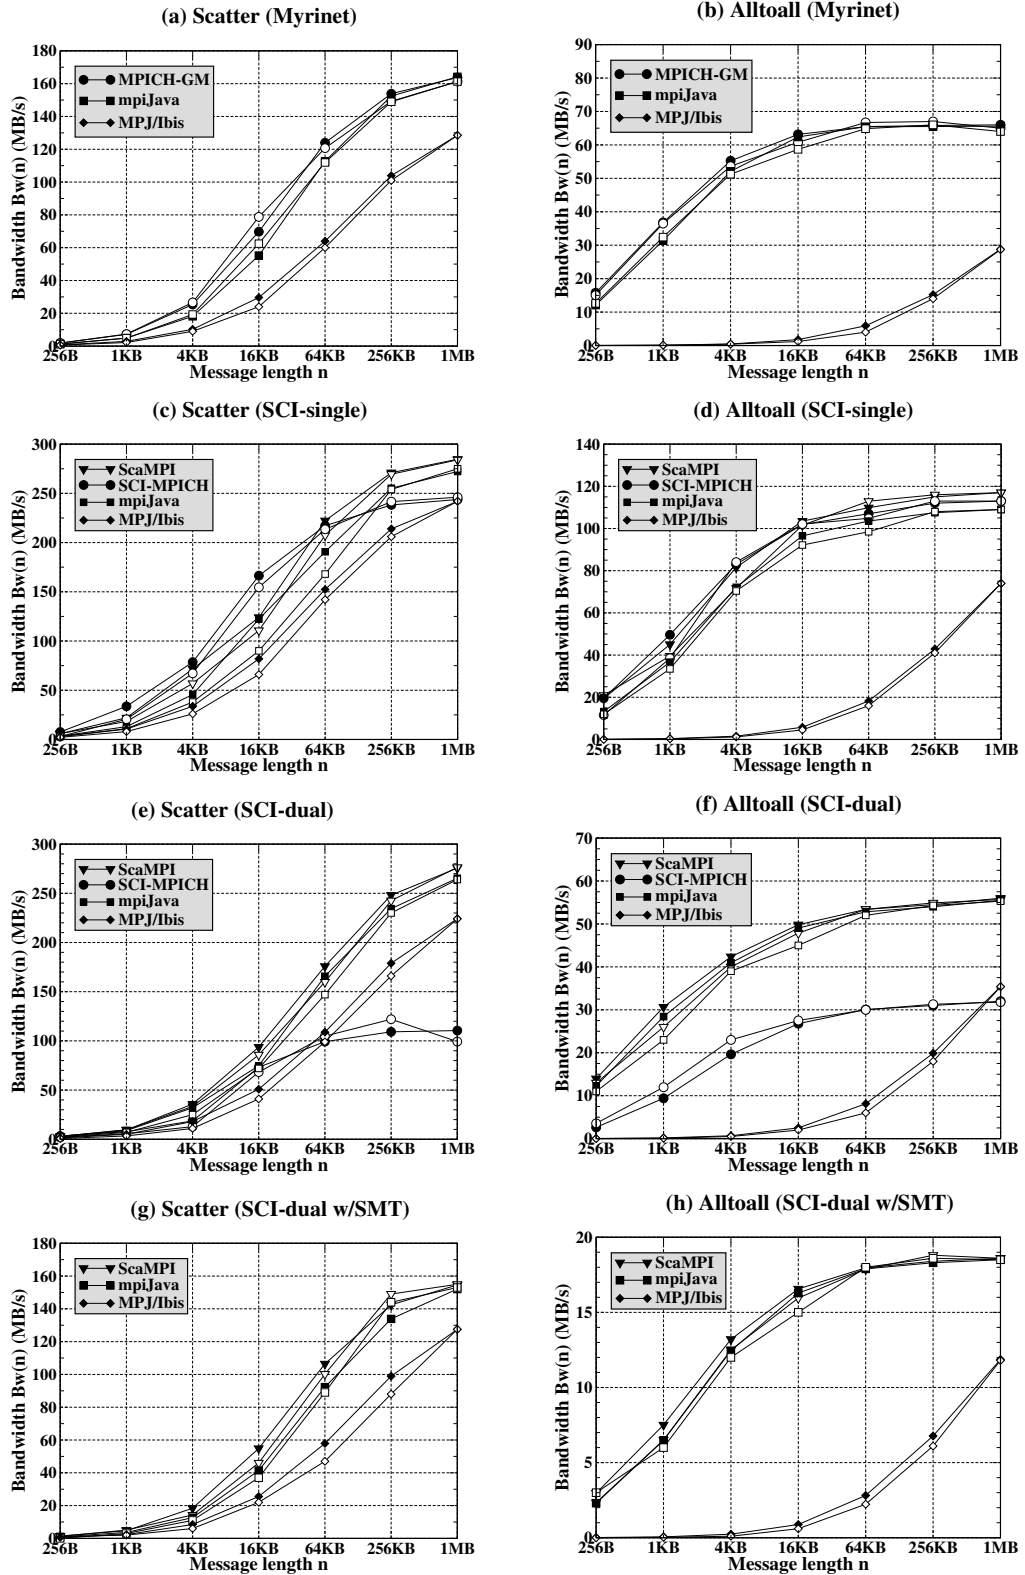 (a) Scatter (Myrinet)
180
160
140
120
100
80
60
40
20
0
Bandwidth Bw(n) (MB/s)
MPICH-GM
mpiJava
MPJ/Ibis
256B 1KB 4KB 16KB 64KB 256KB 1MB
Message length n
(b) Alltoall (Myrinet)
90
80
70
60
50
40
30
20
10
0
Bandwidth Bw(n) (MB/s)
MPICH-GM
mpiJava
MPJ/Ibis
256B 1KB 4KB 16KB 64KB 256KB 1MB
Message length n
(c) Scatter (SCI-single)
300
250
200
150
100
50
0
Bandwidth Bw(n) (MB/s)
ScaMPI
SCI-MPICH
mpiJava
MPJ/Ibis
256B 1KB 4KB 16KB 64KB 256KB 1MB
Message length n
(d) Alltoall (SCI-single)
140
120
100
80
60
40
20
0
Bandwidth Bw(n) (MB/s)
ScaMPI
SCI-MPICH
mpiJava
MPJ/Ibis
256B 1KB 4KB 16KB 64KB 256KB 1MB
Message length n
(e) Scatter (SCI-dual)
300
250
200
150
100
50
0
Bandwidth Bw(n) (MB/s)
ScaMPI
SCI-MPICH
mpiJava
MPJ/Ibis
256B 1KB 4KB 16KB 64KB 256KB 1MB
Message length n
(f) Alltoall (SCI-dual)
70
60
50
40
30
20
10
0
Bandwidth Bw(n) (MB/s)
ScaMPI
SCI-MPICH
mpiJava
MPJ/Ibis
256B 1KB 4KB 16KB 64KB 256KB 1MB
Message length n
(g) Scatter (SCI-dual w/SMT)
180
160
140
120
100
80
60
40
20
0
Bandwidth Bw(n) (MB/s)
ScaMPI
mpiJava
MPJ/Ibis
256B 1KB 4KB 16KB 64KB 256KB 1MB
Message length n
(h) Alltoall (SCI-dual w/SMT)
20
15
10
5
0
Bandwidth Bw(n) (MB/s)
ScaMPI
mpiJava
MPJ/Ibis
256B 1KB 4KB 16KB 64KB 256KB 1MB
Message length n